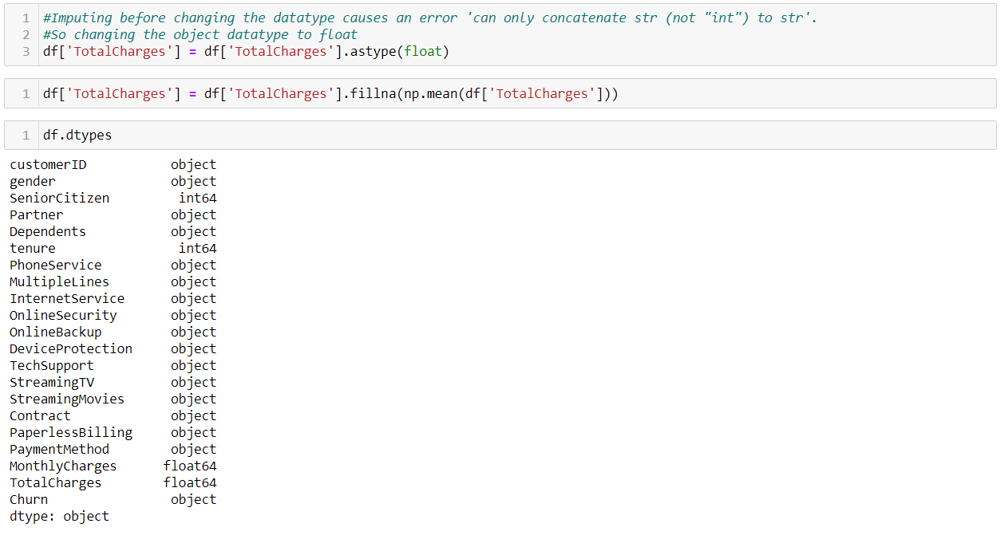 1 #Imputing before changing the datatype causes an error 'can only concatenate str (not "int") to str'.
2 #So changing the object datatype to float
3 df['TotalCharges'] = df['TotalCharges'].astype(float)
1 df['TotalCharges'] = df['TotalCharges'].fillna(np.mean(df['TotalCharges']))
1 df.dtypes
customerID object
gender object
SeniorCitizen int64
Partner object
Dependents object
tenure int64
PhoneService object
MultipleLines object
InternetService object
OnlineSecurity object
OnlineBackup object
DeviceProtection object
TechSupport object
StreamingTV object
StreamingMovies object
Contract object
PaperlessBilling object
PaymentMethod object
MonthlyCharges float64
TotalCharges float64
Churn object
dtype: object